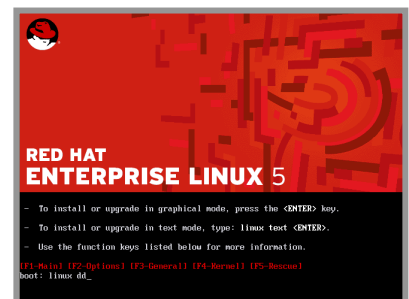 RED HAT
ENTERPRISE LINUX 5
- To install or upgrade in graphical mode, press the <ENTER> key.
- To install or upgrade in text mode, type: linux text <ENTER>.
- Use the function keys listed below for more information.
[F1-Main] [F2-Options] [F3-General] [F4-Kernel] [F5-Rescue]
boot: linux dd_